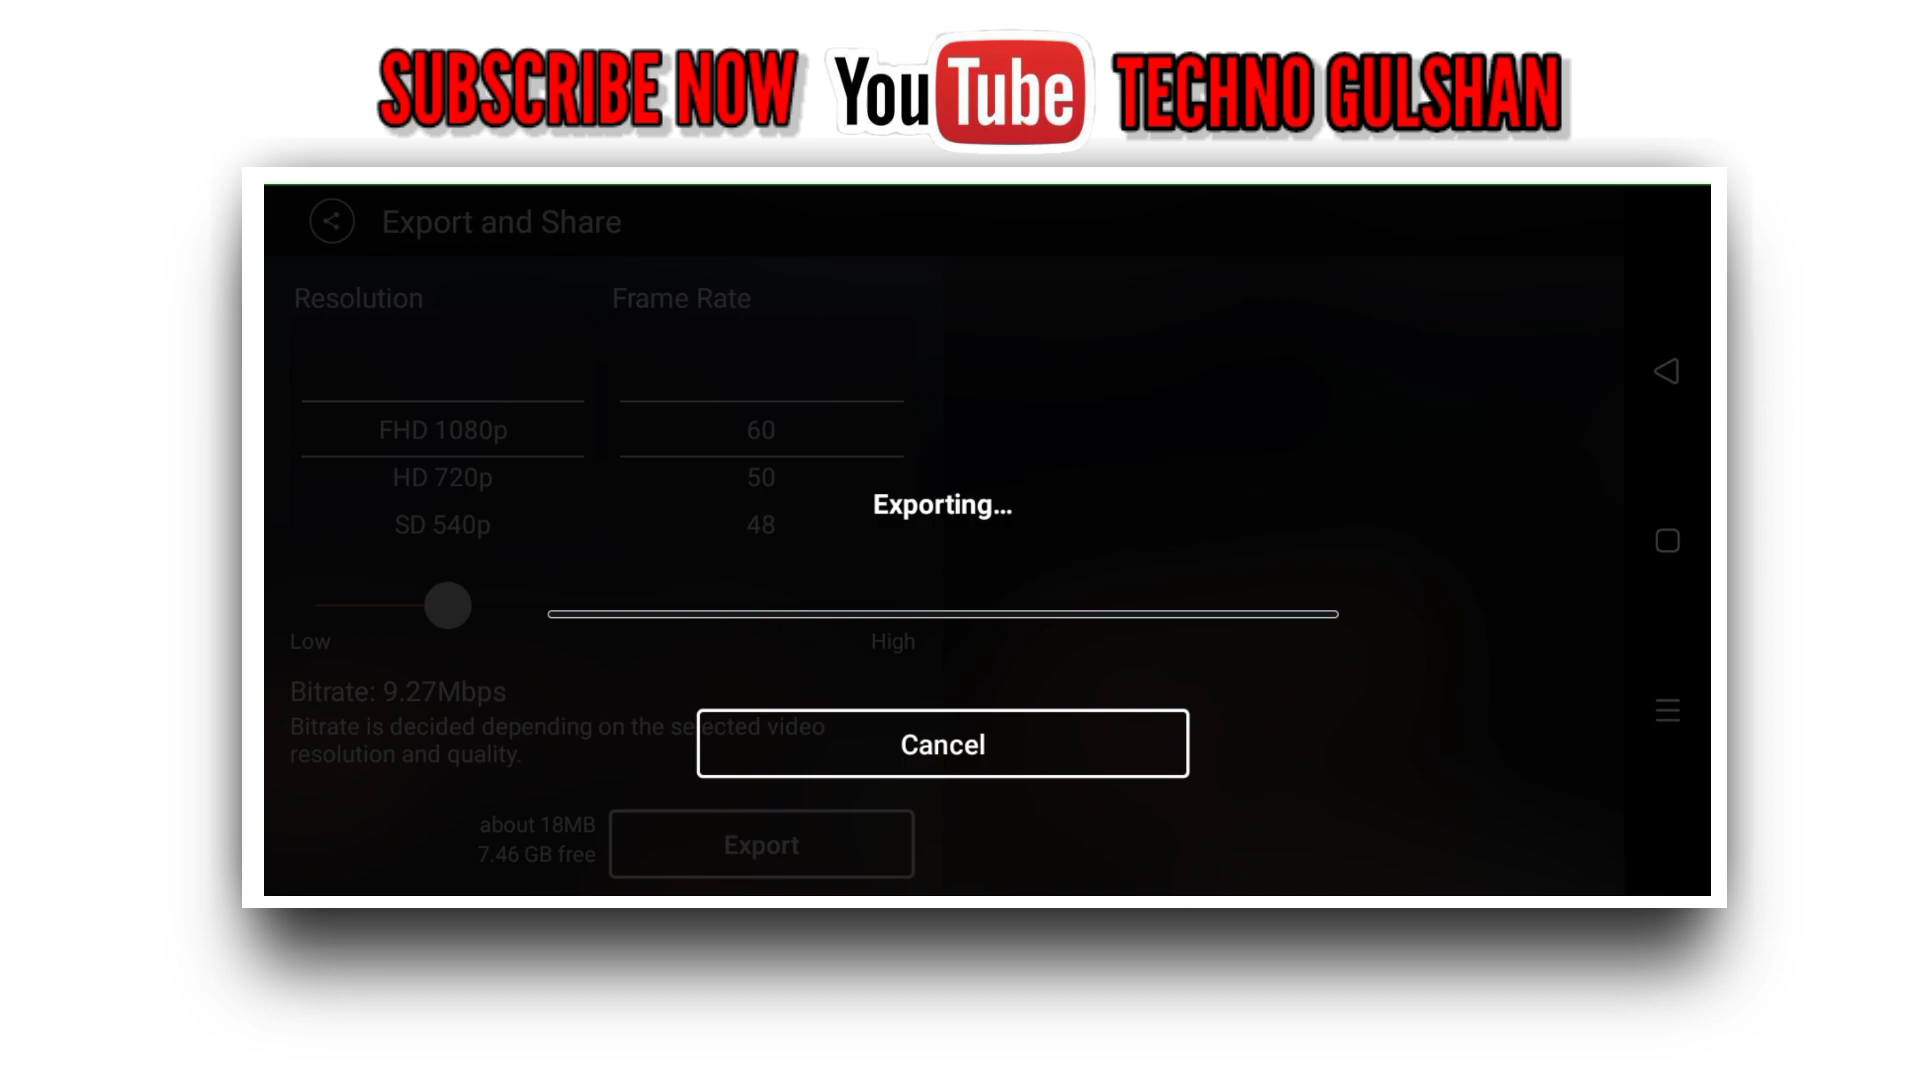 SUBSCRIBE NOW YouTube TECHNO GULSHAN
Export and Share
Resolution Frame Rate
FHD 1080p 60
HD 720p 50
SD 540p 48
Exporting...
Low High
Bitrate: 9.27Mbps
Bitrate is decided depending on the selected video
resolution and quality.
Cancel
about 18MB
7.46 GB free
Export